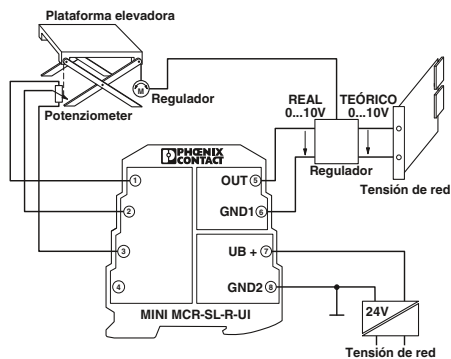 Plataforma elevadora
M
Regulador
Potenziometer
REAL
0...10V
TEÓRICO
0...10V
Regulador
Tensión de red
PHŒNIX
CONTACT
1
OUT 5
2
GND1 6
3
UB + 7
4
GND2 8
MINI MCR-SL-R-UI
24V
Tensión de red